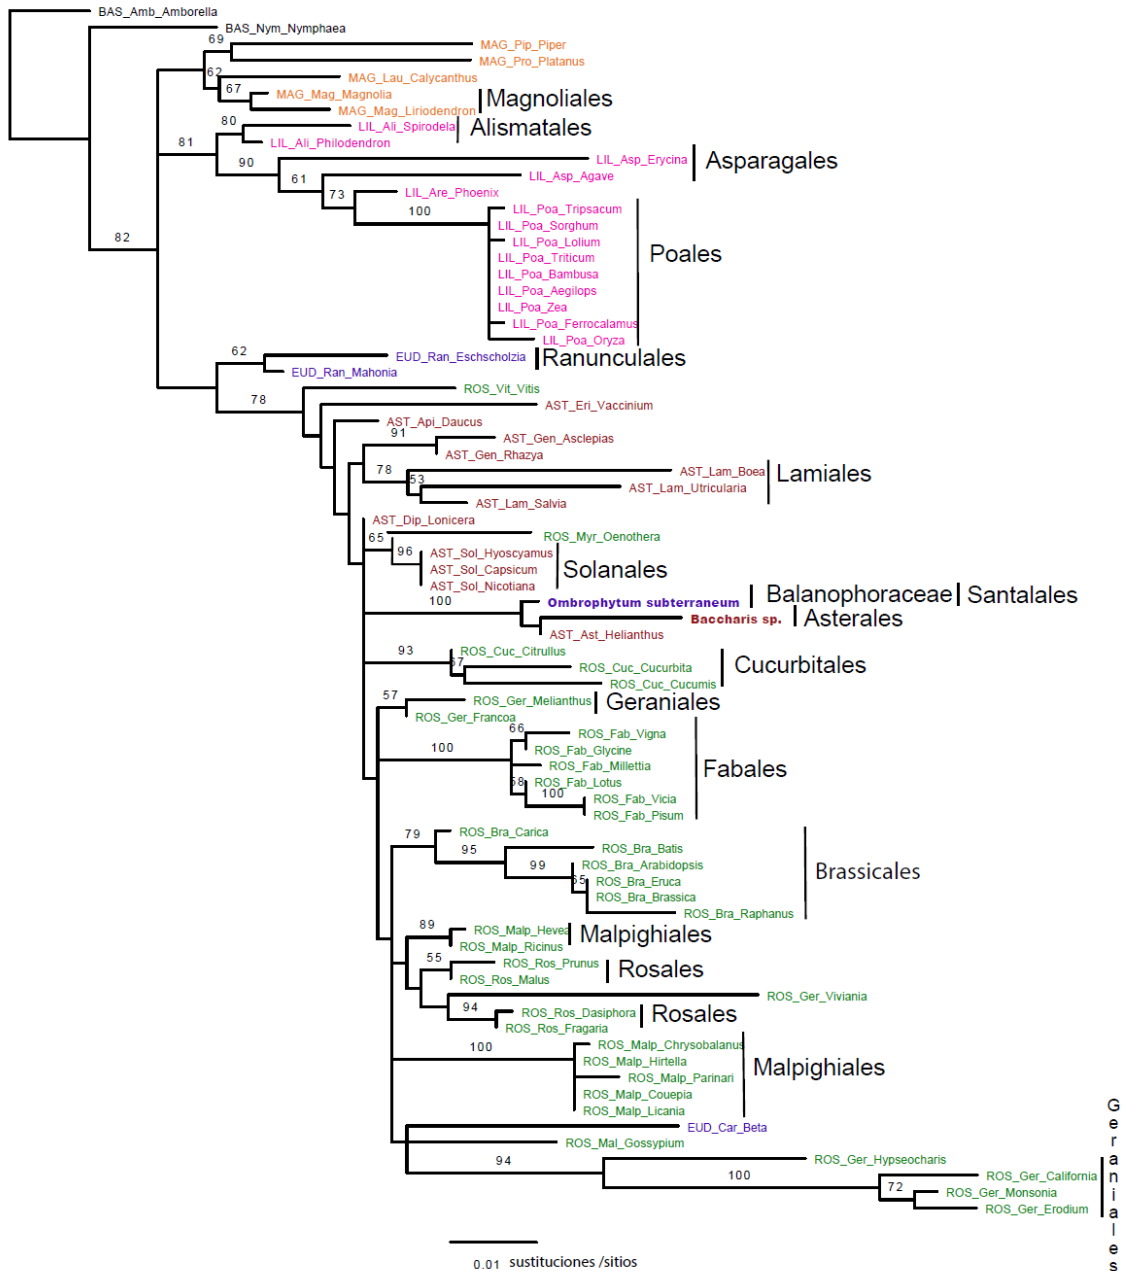 BAS_Amb_Amborella
BAS_Nym_Nymphaea
69
MAG_Pip_Piper
MAG_Pro_Platanus
62
MAG_Lau_Calycanthus
67
MAG_Mag_Magnolia
MAG_Mag_Liriodendron
Magnoliales
81
80
LIL_Ali_Spirodela
LIL_Ali_Philodendron
Alismatales
90
LIL_Asp_Erycina
Asparagales
61
LIL_Asp_Agave
73
LIL_Are_Phoenix
100
LIL_Poa_Tripsacum
LIL_Poa_Sorghum
LIL_Poa_Lolium
LIL_Poa_Triticum
LIL_Poa_Bambusa
LIL_Poa_Aegilops
LIL_Poa_Zea
LIL_Poa_Ferrocalamus
LIL_Poa_Oryza
Poales
82
62
EUD_Ran_Eschscholzia
EUD_Ran_Mahonia
Ranunculales
78
ROS_Vit_Vitis
AST_Eri_Vaccinium
AST_Api_Daucus
91
AST_Gen_Asclepias
AST_Gen_Rhazya
78
AST_Lam_Boea
53
AST_Lam_Utricularia
AST_Lam_Salvia
Lamiales
AST_Dip_Lonicera
65
ROS_Myr_Oenothera
96
AST_Sol_Hyoscyamus
AST_Sol_Capsicum
AST_Sol_Nicotiana
Solanales
100
Ombrophytum subterraneum
Balanophoraceae
Santalales
Baccharis sp.
AST_Ast_Helianthus
Asterales
93
ROS_Cuc_Citrullus
67
ROS_Cuc_Cucurbita
ROS_Cuc_Cucumis
Cucurbitales
57
ROS_Ger_Melianthus
ROS_Ger_Francoa
Geraniales
100
66
ROS_Fab_Vigna
ROS_Fab_Glycine
ROS_Fab_Millettia
58
ROS_Fab_Lotus
100
ROS_Fab_Vicia
ROS_Fab_Pisum
Fabales
79
ROS_Bra_Carica
95
ROS_Bra_Batis
99
ROS_Bra_Arabidopsis
65
ROS_Bra_Eruca
ROS_Bra_Brassica
ROS_Bra_Raphanus
Brassicales
89
ROS_Malp_Hevea
ROS_Malp_Ricinus
Malpighiales
55
ROS_Ros_Prunus
ROS_Ros_Malus
Rosales
ROS_Ger_Viviania
94
ROS_Ros_Dasiphora
ROS_Ros_Fragaria
Rosales
100
ROS_Malp_Chrysobalanus
ROS_Malp_Hirtella
ROS_Malp_Parinari
ROS_Malp_Couepia
ROS_Malp_Licania
Malpighiales
EUD_Car_Beta
ROS_Mal_Gossypium
94
ROS_Ger_Hypseocharis
100
ROS_Ger_California
72
ROS_Ger_Monsonia
ROS_Ger_Erodium
Geraniales
0.01 sustituciones /sitios